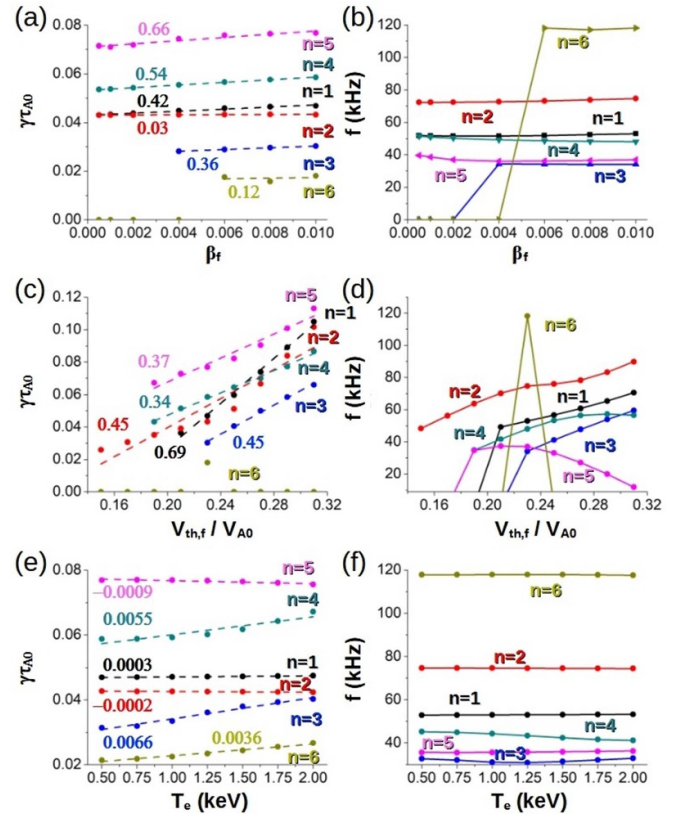 (a)
0.08
0.06
0.04
0.02
0.00
γτA0
0.66
n=5
0.54
n=4
n=1
0.42
0.03
n=2
0.36
n=3
0.12
n=6
0.000 0.002 0.004 0.006 0.008 0.010
βf
(b)
120
100
80
60
40
20
0
f (kHz)
n=6
n=2
n=1
n=4
n=5
n=3
0.000 0.002 0.004 0.006 0.008 0.010
βf
(c)
0.12
0.10
0.08
0.06
0.04
0.02
0.00
γτA0
n=5
n=1
n=2
n=4
n=3
0.37
0.34
0.45
0.69
0.45
n=6
0.15 0.20 0.25 0.30
Vth,f / VA0
(d)
120
100
80
60
40
20
f (kHz)
n=6
n=2
n=1
n=4
n=3
n=5
0.15 0.19 0.23 0.27 0.31
Vth,f / VA0
(e)
0.08
0.06
0.04
0.02
γτA0
n=5
−0.0009
n=4
0.0055
0.0003
n=1
n=2
−0.0002
n=3
0.0066
0.0036
n=6
0.50 0.75 1.00 1.25 1.50 1.75 2.00
Te (keV)
(f)
120
100
80
60
40
f (kHz)
n=6
n=2
n=1
n=4
n=5
n=3
0.50 0.75 1.00 1.25 1.50 1.75 2.00
Te (keV)